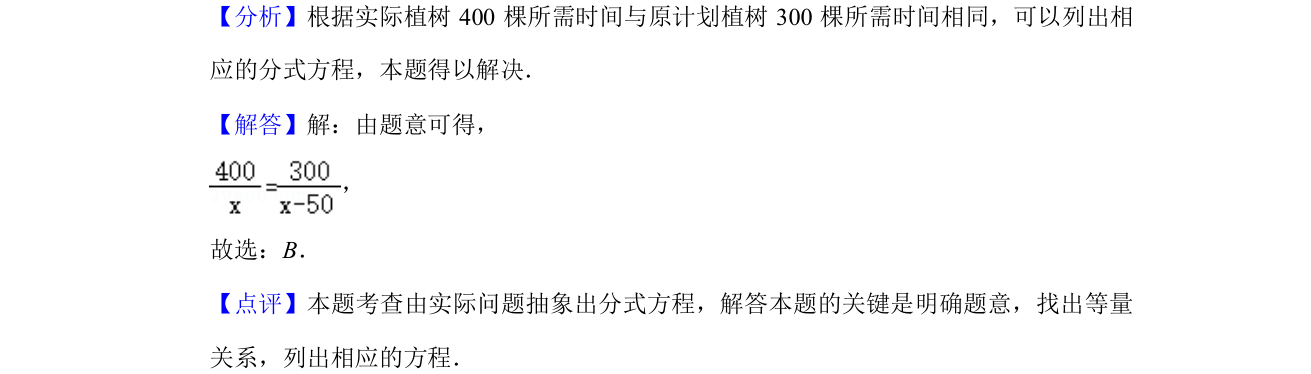 【分析】根据实际植树 400 棵所需时间与原计划植树 300 棵所需时间相同，可以列出相
应的分式方程，本题得以解决．
【解答】解：由题意可得，
400/x=300/(x-50)，
故选：B．
【点评】本题考查由实际问题抽象出分式方程，解答本题的关键是明确题意，找出等量
关系，列出相应的方程．